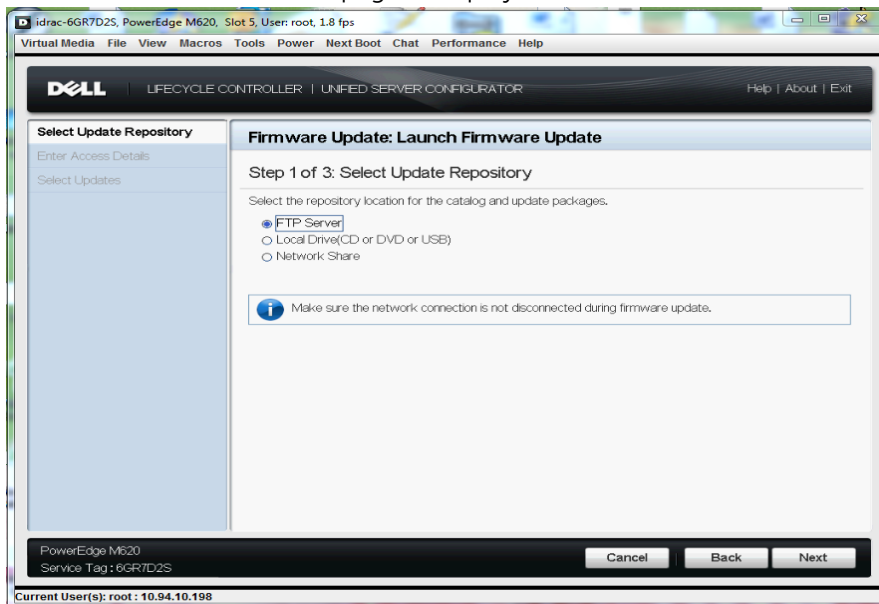 idrac-6GR7D2S, PowerEdge M620, Slot 5, User: root, 1.8 fps
Virtual Media File View Macros Tools Power Next Boot Chat Performance Help
DELL LIFECYCLE CONTROLLER | UNIFIED SERVER CONFIGURATOR Help | About | Exit
Select Update Repository
Enter Access Details
Select Updates
Firmware Update: Launch Firmware Update
Step 1 of 3: Select Update Repository
Select the repository location for the catalog and update packages.
FTP Server
Local Drive(CD or DVD or USB)
Network Share
Make sure the network connection is not disconnected during firmware update.
PowerEdge M620
Service Tag : 6GR7D2S
Cancel Back Next
Current User(s): root : 10.94.10.198